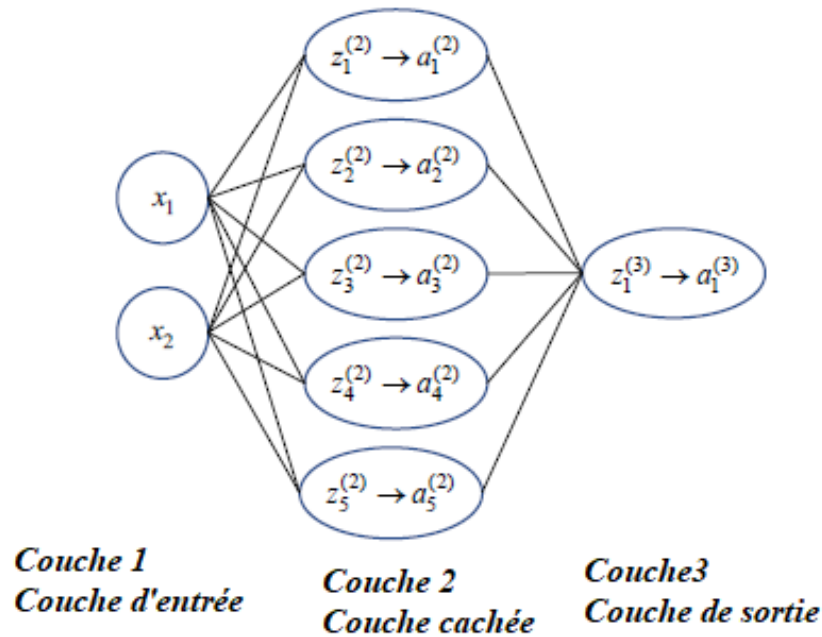 z₁⁽²⁾ → a₁⁽²⁾
z₂⁽²⁾ → a₂⁽²⁾
x₁
z₃⁽²⁾ → a₃⁽²⁾
z₁⁽³⁾ → a₁⁽³⁾
x₂
z₄⁽²⁾ → a₄⁽²⁾
z₅⁽²⁾ → a₅⁽²⁾
Couche 1
Couche d'entrée
Couche 2
Couche cachée
Couche3
Couche de sortie